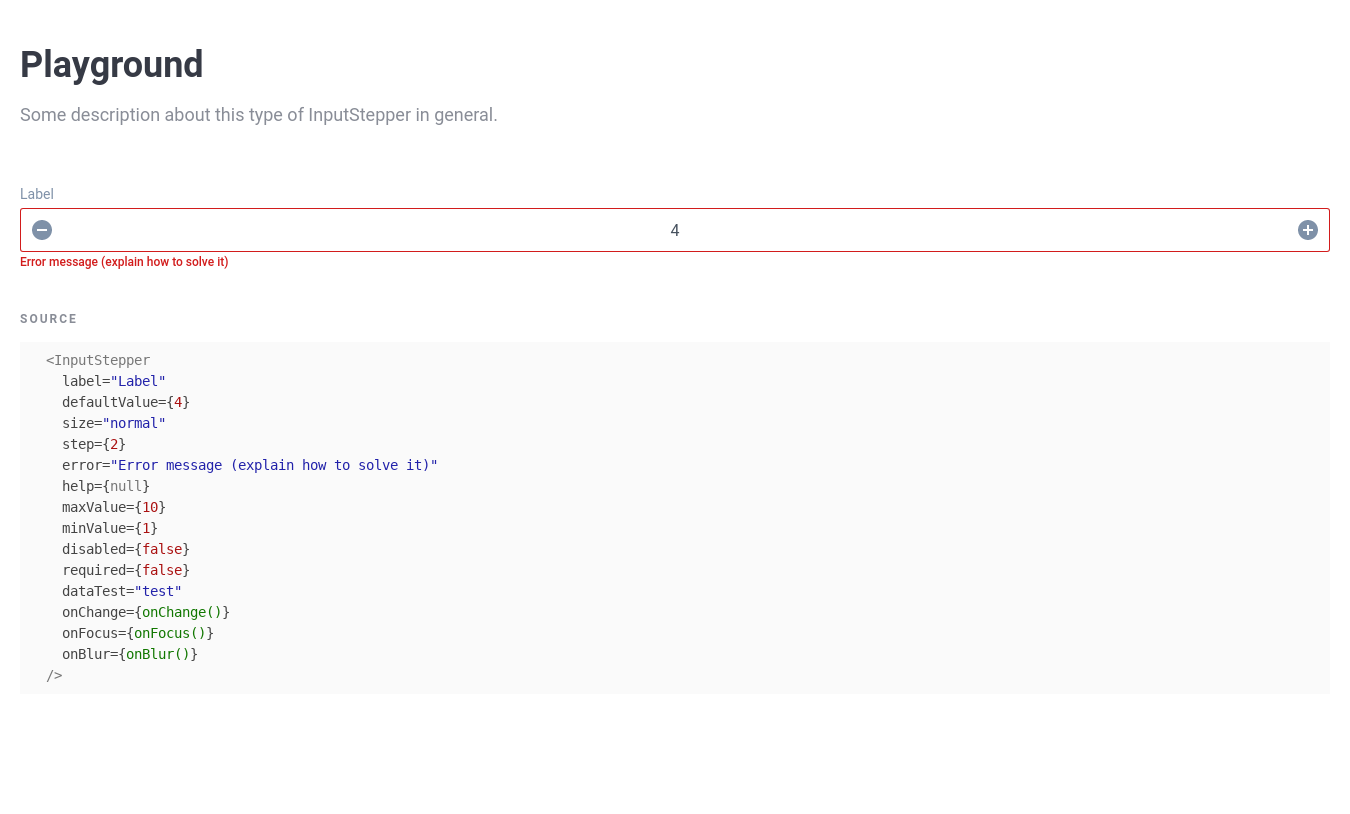 Playground
Some description about this type of InputStepper in general.
Label
4
Error message (explain how to solve it)
SOURCE
<InputStepper
  label="Label"
  defaultValue={4}
  size="normal"
  step={2}
  error="Error message (explain how to solve it)"
  help={null}
  maxValue={10}
  minValue={1}
  disabled={false}
  required={false}
  dataTest="test"
  onChange={onChange()}
  onFocus={onFocus()}
  onBlur={onBlur()}
/>